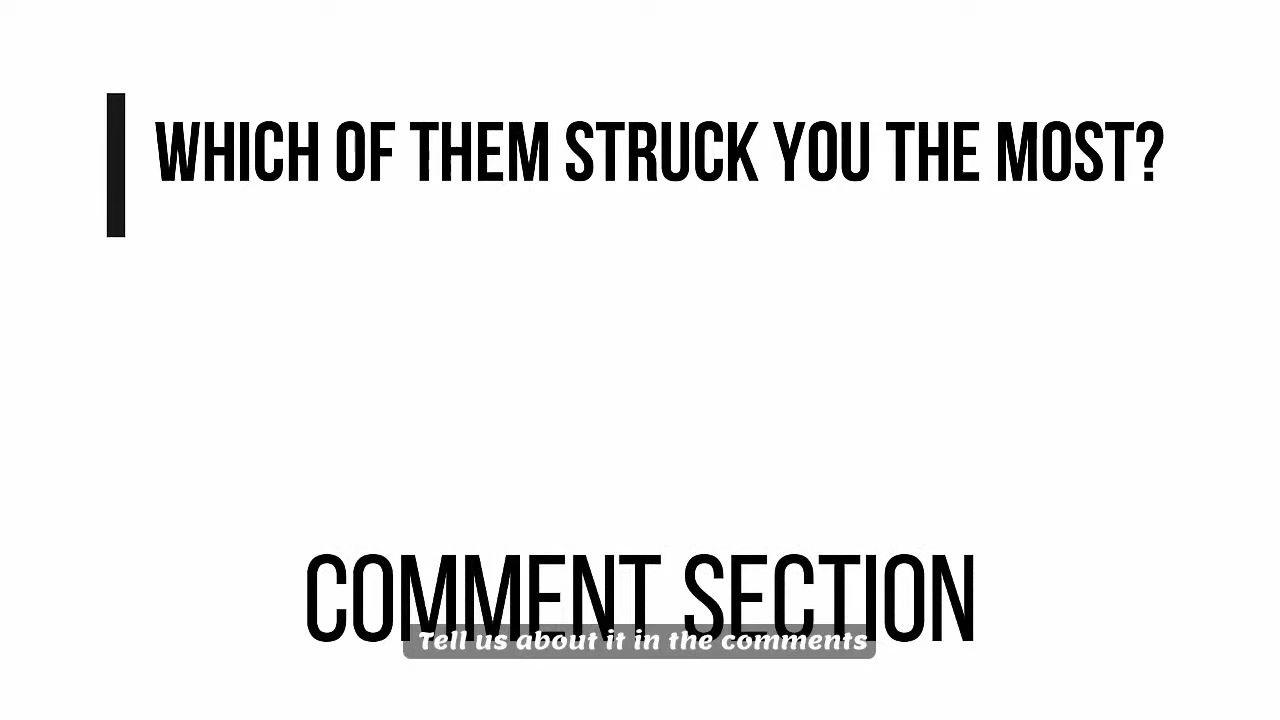 WHICH OF THEM STRUCK YOU THE MOST?
COMMENT SECTION
Tell us about it in the comments